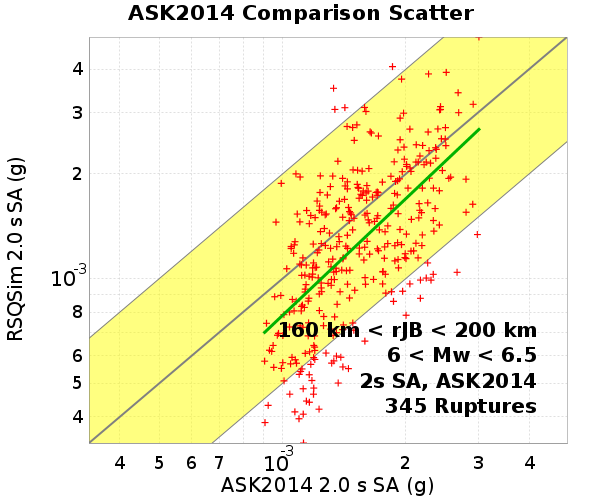 ASK2014 Comparison Scatter
RSQSim 2.0 s SA (g)
4
3
2
10-3
8
6
5
4
160 km < rJB < 200 km
6 < Mw < 6.5
2s SA, ASK2014
345 Ruptures
4 5 6 7 10-3 2 3 4
ASK2014 2.0 s SA (g)